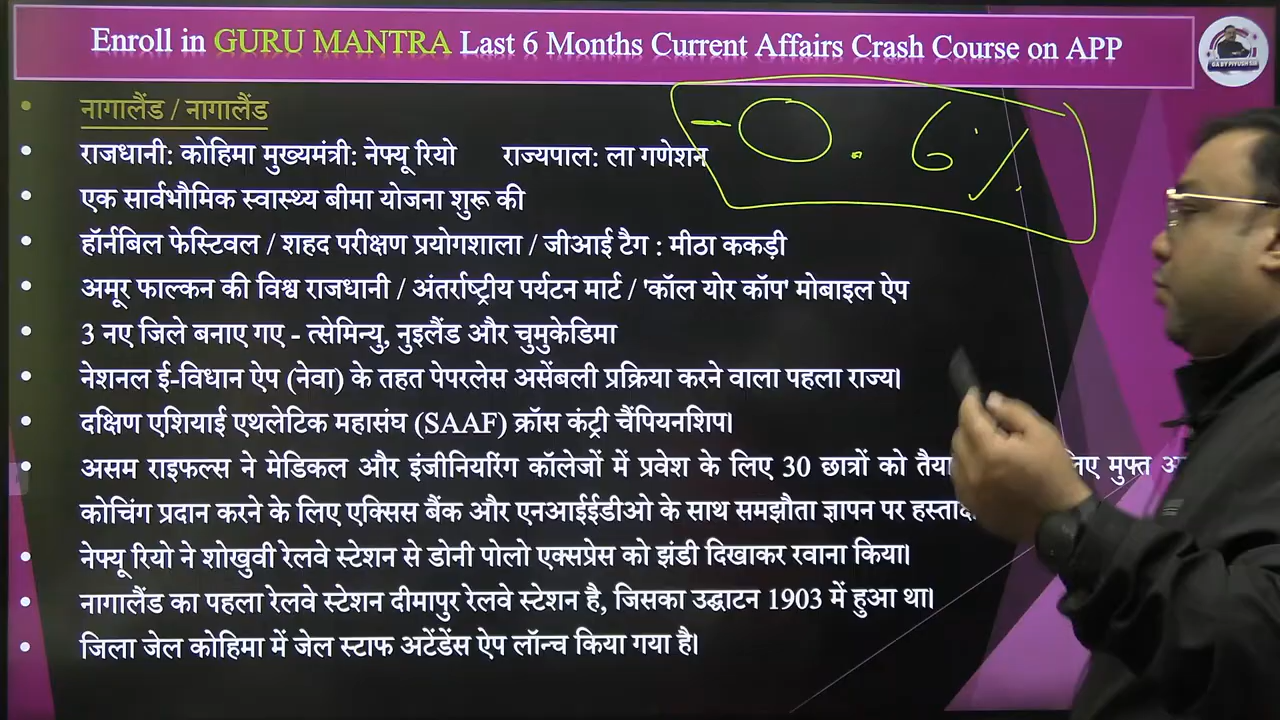 Enroll in GURU MANTRA Last 6 Months Current Affairs Crash Course on APP
GA BY PIYUSH SIR
- 0.6%
नागालैंड / नागालैंड
राजधानी: कोहिमा मुख्यमंत्री: नेफ्यू रियो राज्यपाल: ला गणेशन
एक सार्वभौमिक स्वास्थ्य बीमा योजना शुरू की
हॉर्नबिल फेस्टिवल / शहद परीक्षण प्रयोगशाला / जीआई टैग : मीठा ककड़ी
अमूर फाल्कन की विश्व राजधानी / अंतर्राष्ट्रीय पर्यटन मार्ट / 'कॉल योर कॉप' मोबाइल ऐप
3 नए जिले बनाए गए - त्सेमिन्यु, नुइलैंड और चुमुकेडिमा
नेशनल ई-विधान ऐप (नेवा) के तहत पेपरलेस असेंबली प्रक्रिया करने वाला पहला राज्य।
दक्षिण एशियाई एथलेटिक महासंघ (SAAF) क्रॉस कंट्री चैंपियनशिप।
असम राइफल्स ने मेडिकल और इंजीनियरिंग कॉलेजों में प्रवेश के लिए 30 छात्रों को मुफ्त
कोचिंग प्रदान करने के लिए एक्सिस बैंक और एनआईईडीओ के साथ समझौता ज्ञापन पर
नेफ्यू रियो ने शोखुवी रेलवे स्टेशन से डोनी पोलो एक्सप्रेस को झंडी दिखाकर रवाना किया।
नागालैंड का पहला रेलवे स्टेशन दीमापुर रेलवे स्टेशन है, जिसका उद्घाटन 1903 में हुआ था।
जिला जेल कोहिमा में जेल स्टाफ अटेंडेंस ऐप लॉन्च किया गया है।